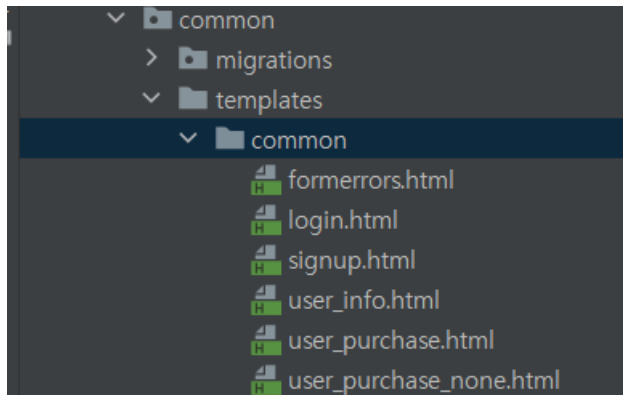 common
migrations
templates
common
formerrors.html
login.html
signup.html
user_info.html
user_purchase.html
user_purchase_none.html